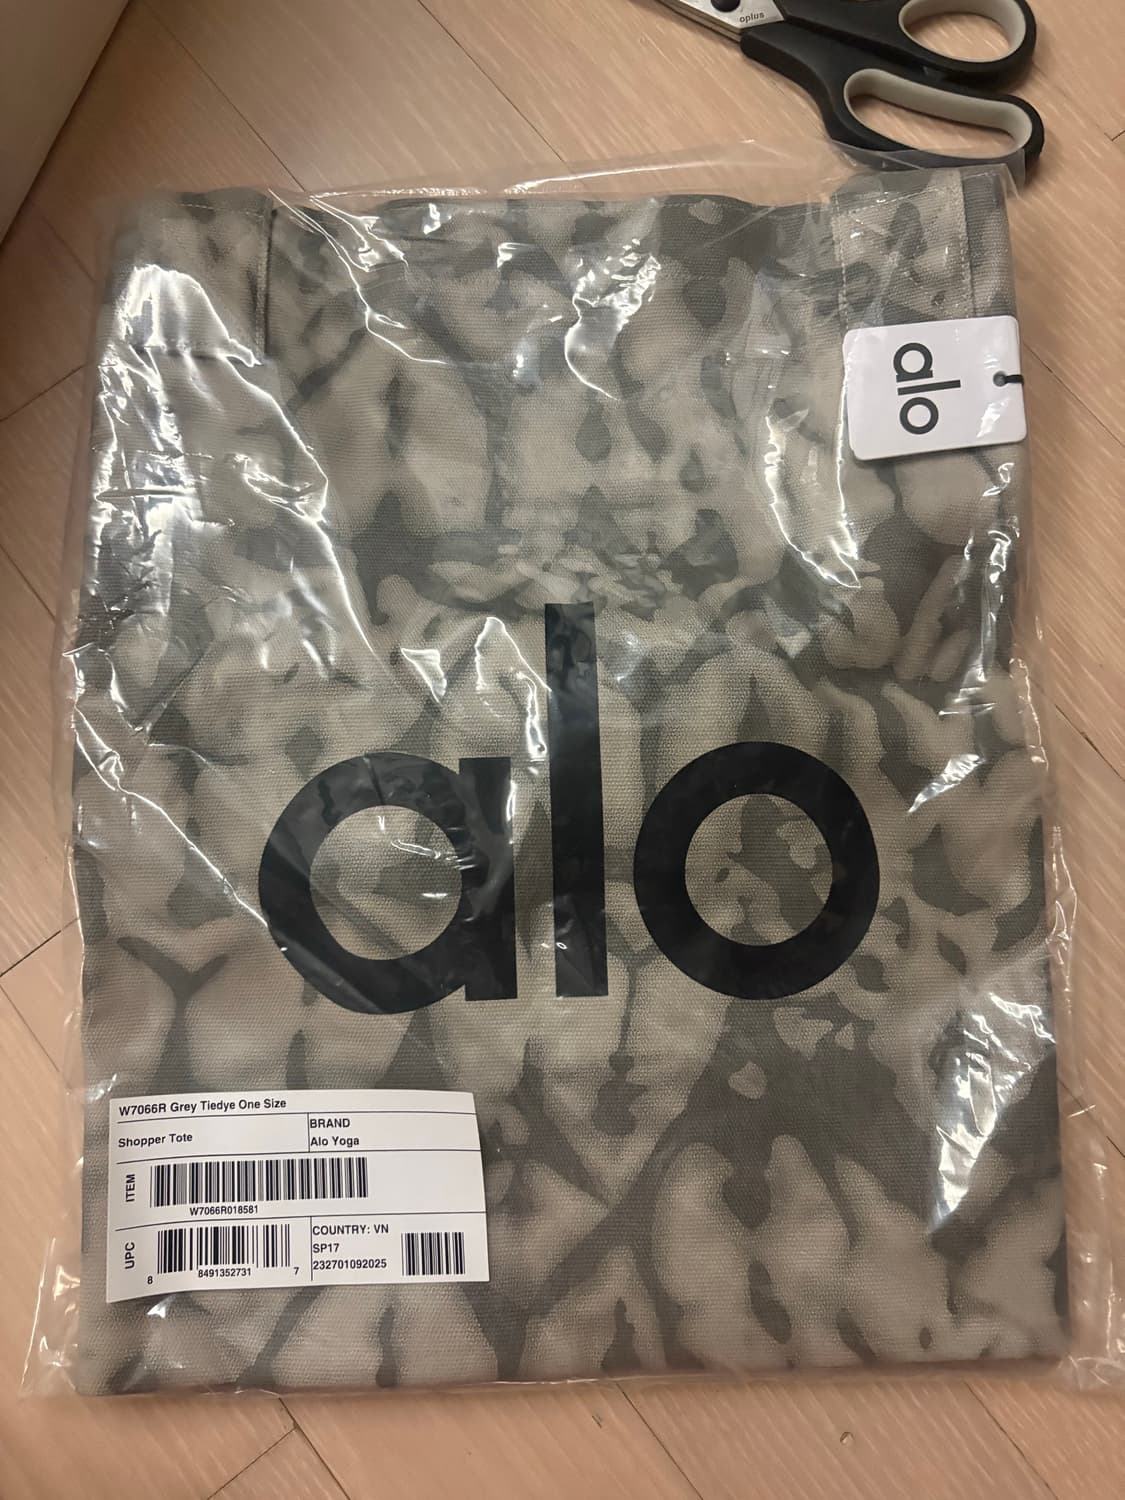 oplus
alo
alo
W7066R Grey Tiedye One Size
Shopper Tote
BRAND
Alo Yoga
ITEM
W7066R018581
UPC
8 8491352731 7
COUNTRY: VN
SP17
232701092025